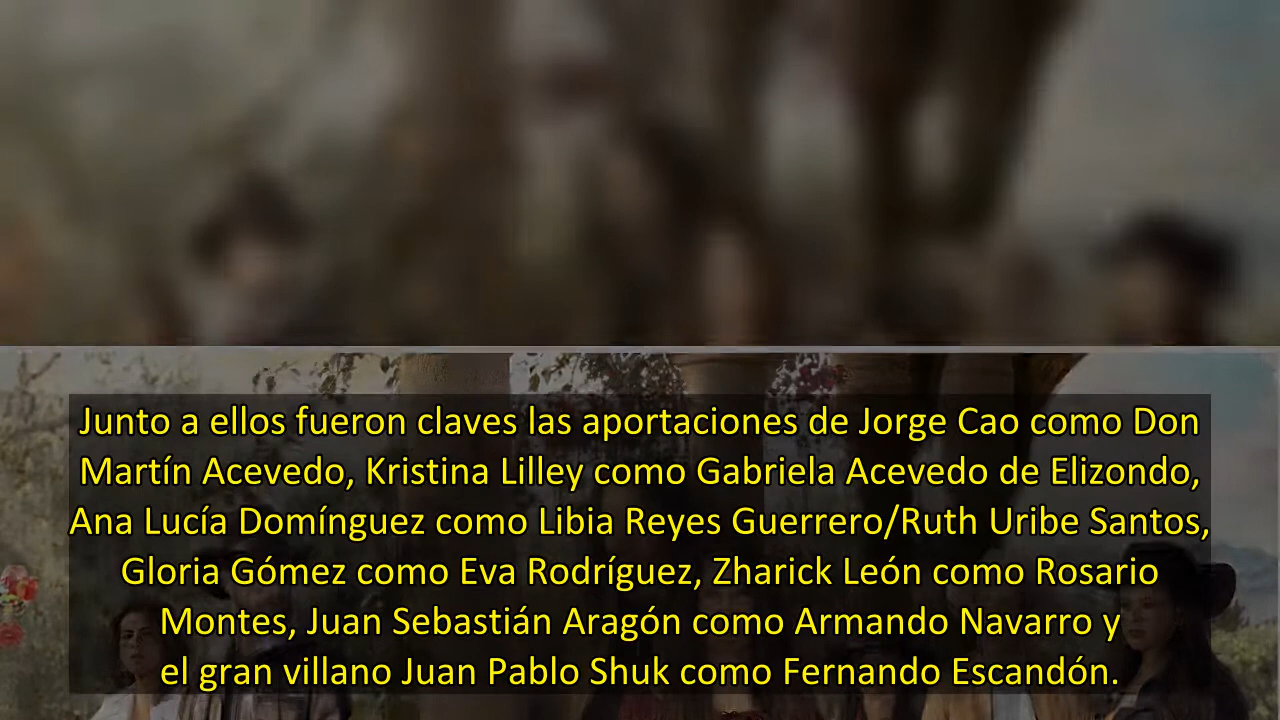 Junto a ellos fueron claves las aportaciones de Jorge Cao como Don
Martín Acevedo, Kristina Lilley como Gabriela Acevedo de Elizondo,
Ana Lucía Domínguez como Libia Reyes Guerrero/Ruth Uribe Santos,
Gloria Gómez como Eva Rodríguez, Zharick León como Rosario
Montes, Juan Sebastián Aragón como Armando Navarro y
el gran villano Juan Pablo Shuk como Fernando Escandón.